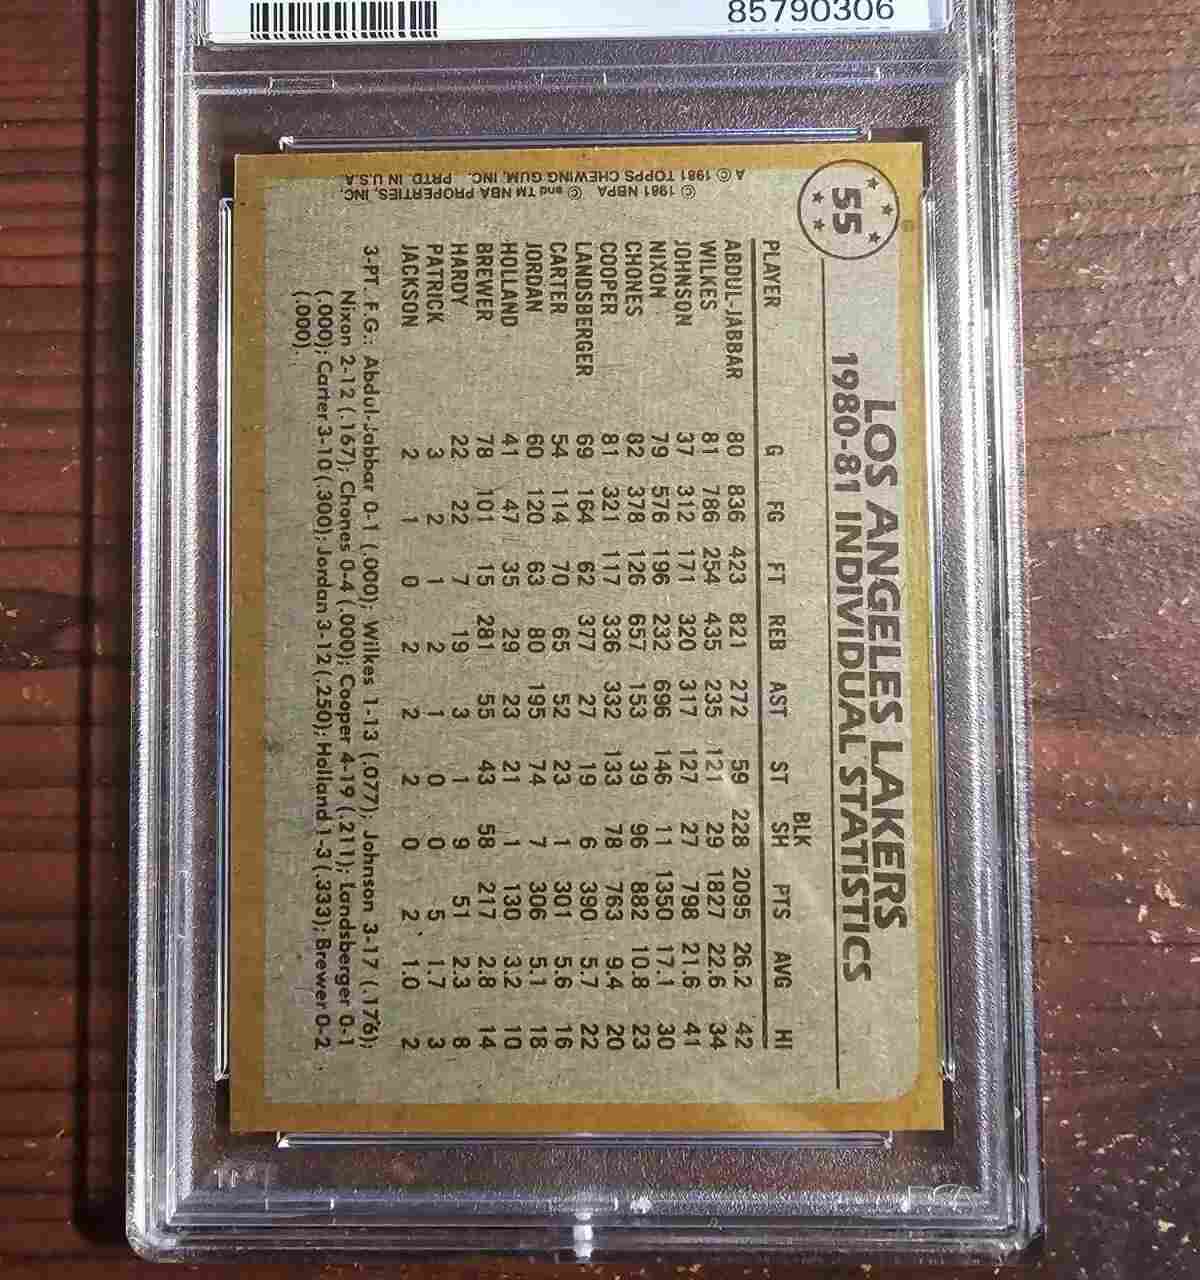 85790306
55
LOS ANGELES LAKERS
1980-81 INDIVIDUAL STATISTICS
PLAYER G FG FT REB AST ST BLK SH PTS AVG HI
ABDUL-JABBAR 80 836 423 821 272 59 228 2095 26.2 42
WILKES 81 786 254 435 235 121 29 1827 22.6 34
JOHNSON 37 312 171 320 317 127 27 798 21.6 41
NIXON 79 576 196 232 696 146 11 1350 17.1 30
CHONES 82 378 126 657 153 39 96 882 10.8 23
COOPER 81 321 117 336 332 133 78 763 9.4 20
LANDSBERGER 69 164 62 377 27 19 6 390 5.7 22
CARTER 54 114 70 65 52 23 1 301 5.6 16
JORDAN 60 120 63 80 195 74 7 306 5.1 18
HOLLAND 41 47 35 29 23 21 1 130 3.2 10
BREWER 78 101 15 281 55 43 58 217 2.8 14
HARDY 22 22 7 19 3 1 9 51 2.3 8
PATRICK 3 2 1 2 1 0 0 5 1.7 3
JACKSON 2 1 0 2 2 2 0 2 1.0 2
3-PT. F.G.: Abdul-Jabbar 0-1 (.000); Wilkes 1-13 (.077); Johnson 3-17 (.176);
Nixon 2-12 (.167); Chones 0-4 (.000); Cooper 4-19 (.211); Landsberger 0-1
(.000); Carter 3-10 (.300); Jordan 3-12 (.250); Holland 1-3 (.333); Brewer 0-2
(.000).
A © 1981 TOPPS CHEWING GUM, INC. PRTD. IN U.S.A.
© 1981 NBPA © and TM NBA PROPERTIES, INC.